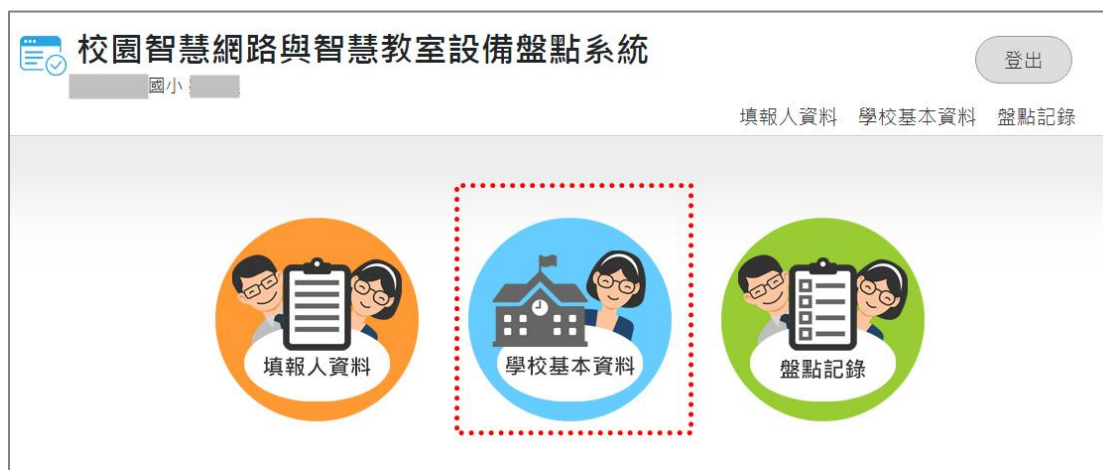 校園智慧網路與智慧教室設備盤點系統
國小
登出
填報人資料 學校基本資料 盤點記錄
填報人資料
學校基本資料
盤點記錄